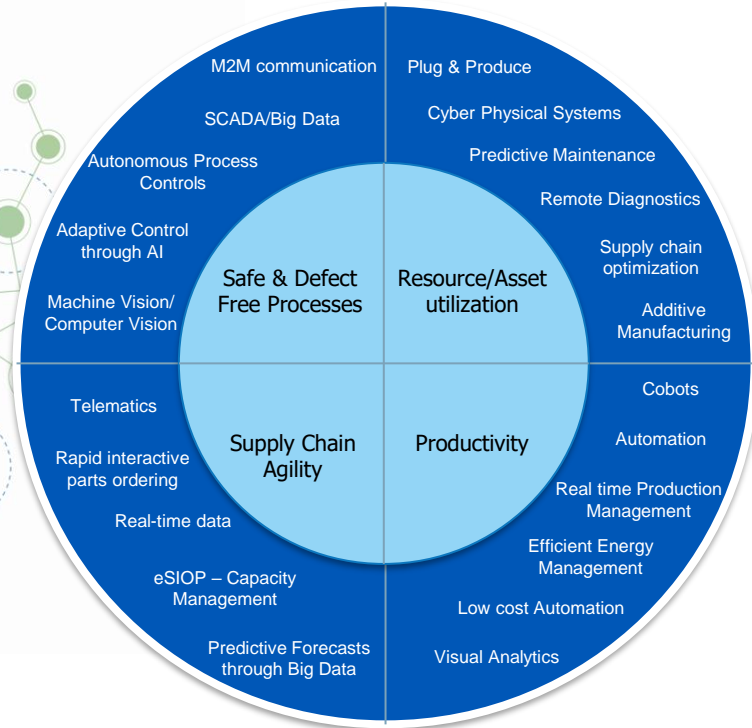 M2M communication
SCADA/Big Data
Autonomous Process
Controls
Adaptive Control
through AI
Machine Vision/
Computer Vision
Safe & Defect
Free Processes
Plug & Produce
Cyber Physical Systems
Predictive Maintenance
Remote Diagnostics
Supply chain
optimization
Additive
Manufacturing
Resource/Asset
utilization
Telematics
Rapid interactive
parts ordering
Real-time data
eSIOP – Capacity
Management
Predictive Forecasts
through Big Data
Supply Chain
Agility
Cobots
Automation
Real time Production
Management
Efficient Energy
Management
Low cost Automation
Visual Analytics
Productivity